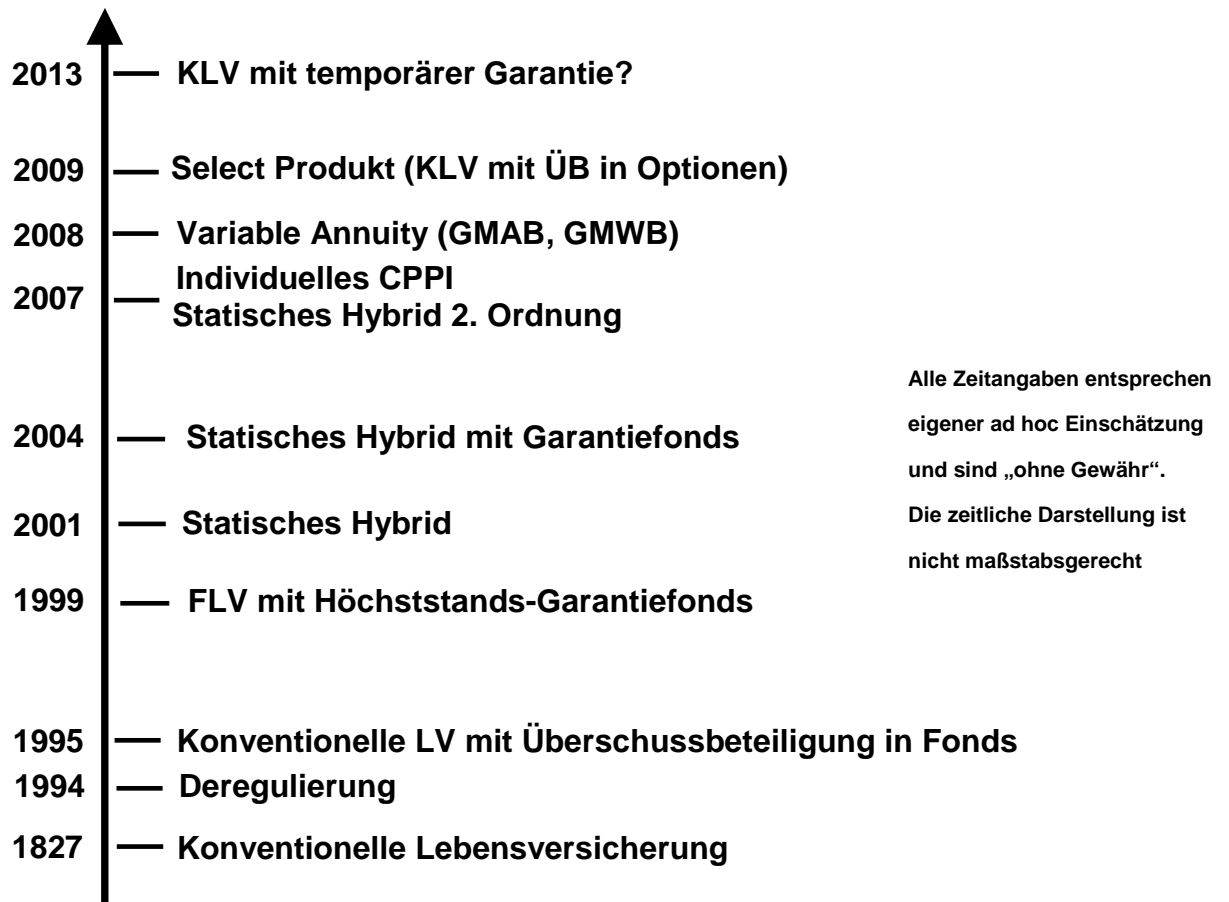 2013 KLV mit temporärer Garantie?
2009 Select Produkt (KLV mit ÜB in Optionen)
2008 Variable Annuity (GMAB, GMWB)
Individuelles CPPI
2007 Statisches Hybrid 2. Ordnung
2004 Statisches Hybrid mit Garantiefonds
2001 Statisches Hybrid
1999 FLV mit Höchststands-Garantiefonds
1995 Konventionelle LV mit Überschussbeteiligung in Fonds
1994 Deregulierung
1827 Konventionelle Lebensversicherung
Alle Zeitangaben entsprechen
eigener ad hoc Einschätzung
und sind „ohne Gewähr“.
Die zeitliche Darstellung ist
nicht maßstabsgerecht